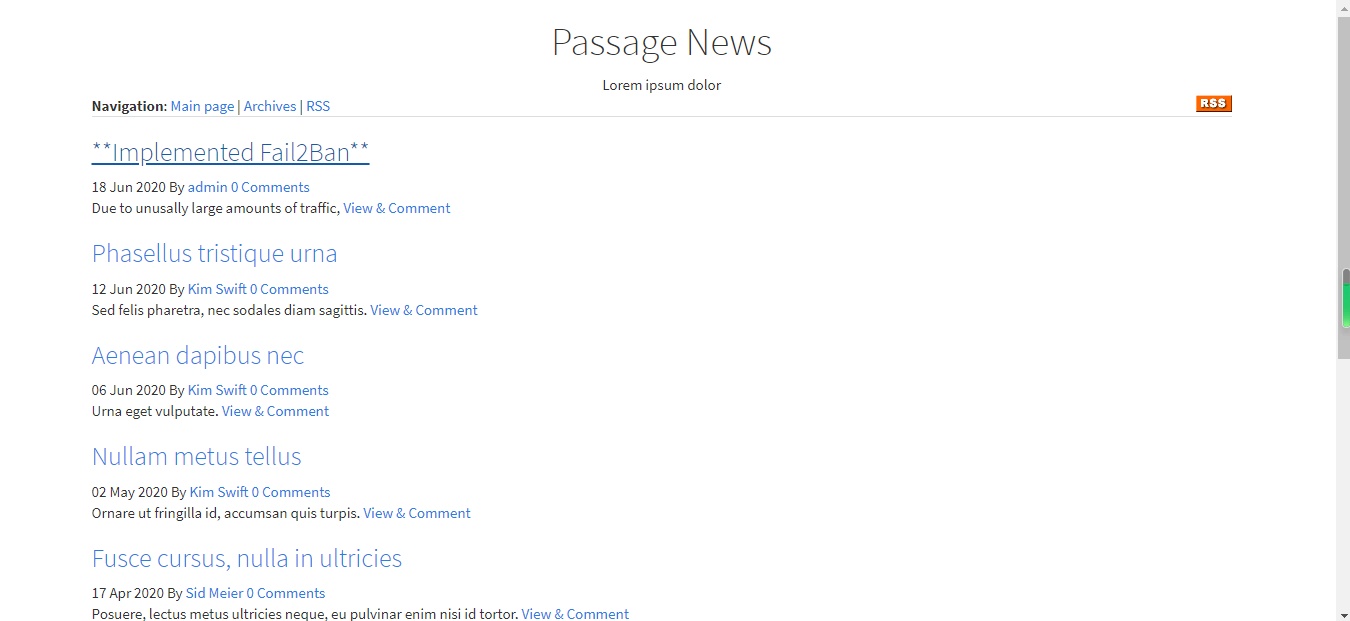 Passage News
Lorem ipsum dolor
Navigation: Main page | Archives | RSS
RSS
**Implemented Fail2Ban**
18 Jun 2020 By admin 0 Comments
Due to unusally large amounts of traffic, View & Comment
Phasellus tristique urna
12 Jun 2020 By Kim Swift 0 Comments
Sed felis pharetra, nec sodales diam sagittis. View & Comment
Aenean dapibus nec
06 Jun 2020 By Kim Swift 0 Comments
Urna eget vulputate. View & Comment
Nullam metus tellus
02 May 2020 By Kim Swift 0 Comments
Ornare ut fringilla id, accumsan quis turpis. View & Comment
Fusce cursus, nulla in ultricies
17 Apr 2020 By Sid Meier 0 Comments
Posuere, lectus metus ultricies neque, eu pulvinar enim nisi id tortor. View & Comment